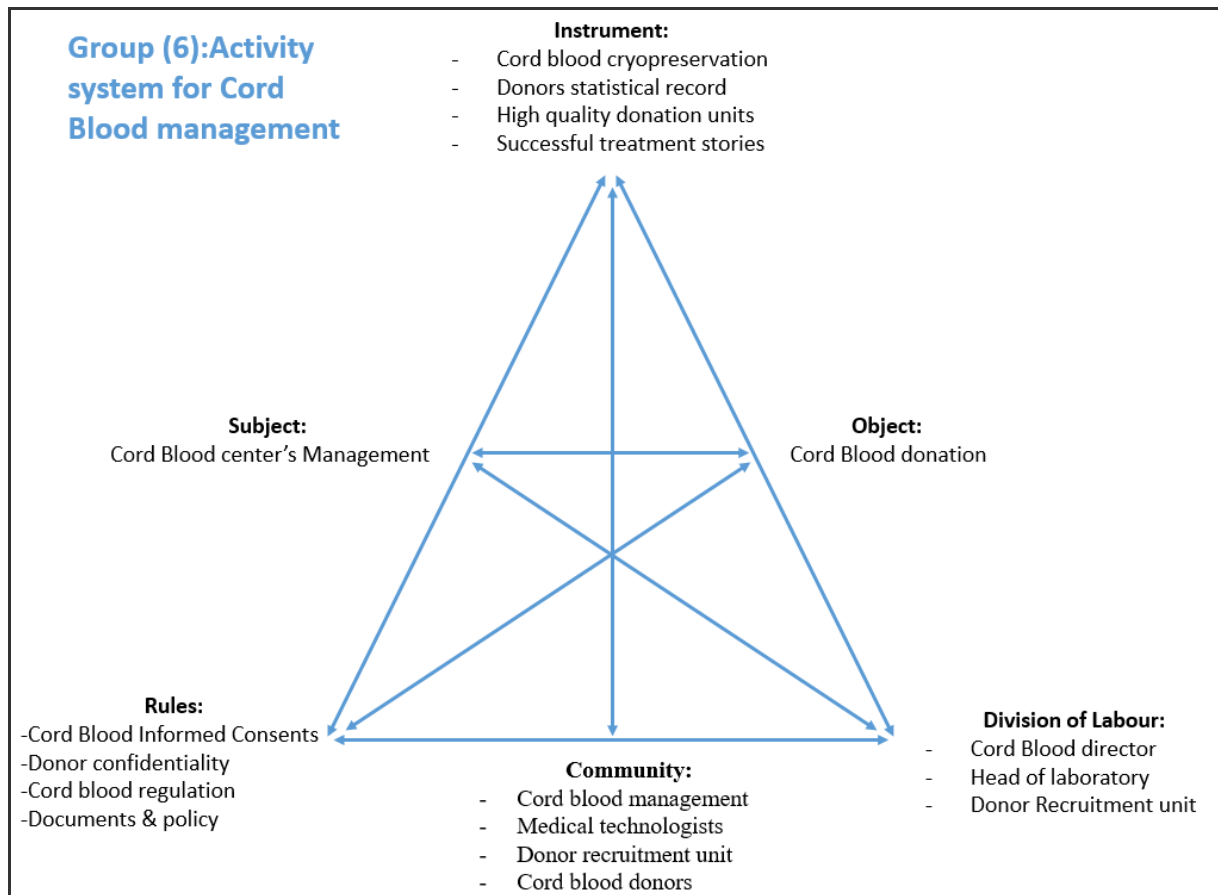 Group (6):Activity
system for Cord
Blood management
Instrument:
- Cord blood cryopreservation
- Donors statistical record
- High quality donation units
- Successful treatment stories
Subject:
Cord Blood center’s Management
Object:
Cord Blood donation
Rules:
-Cord Blood Informed Consents
-Donor confidentiality
-Cord blood regulation
-Documents & policy
Community:
- Cord blood management
- Medical technologists
- Donor recruitment unit
- Cord blood donors
Division of Labour:
- Cord Blood director
- Head of laboratory
- Donor Recruitment unit